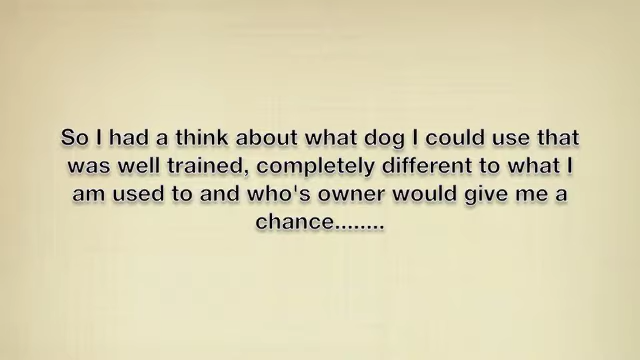 So I had a think about what dog I could use that
was well trained, completely different to what I
am used to and who's owner would give me a
chance........